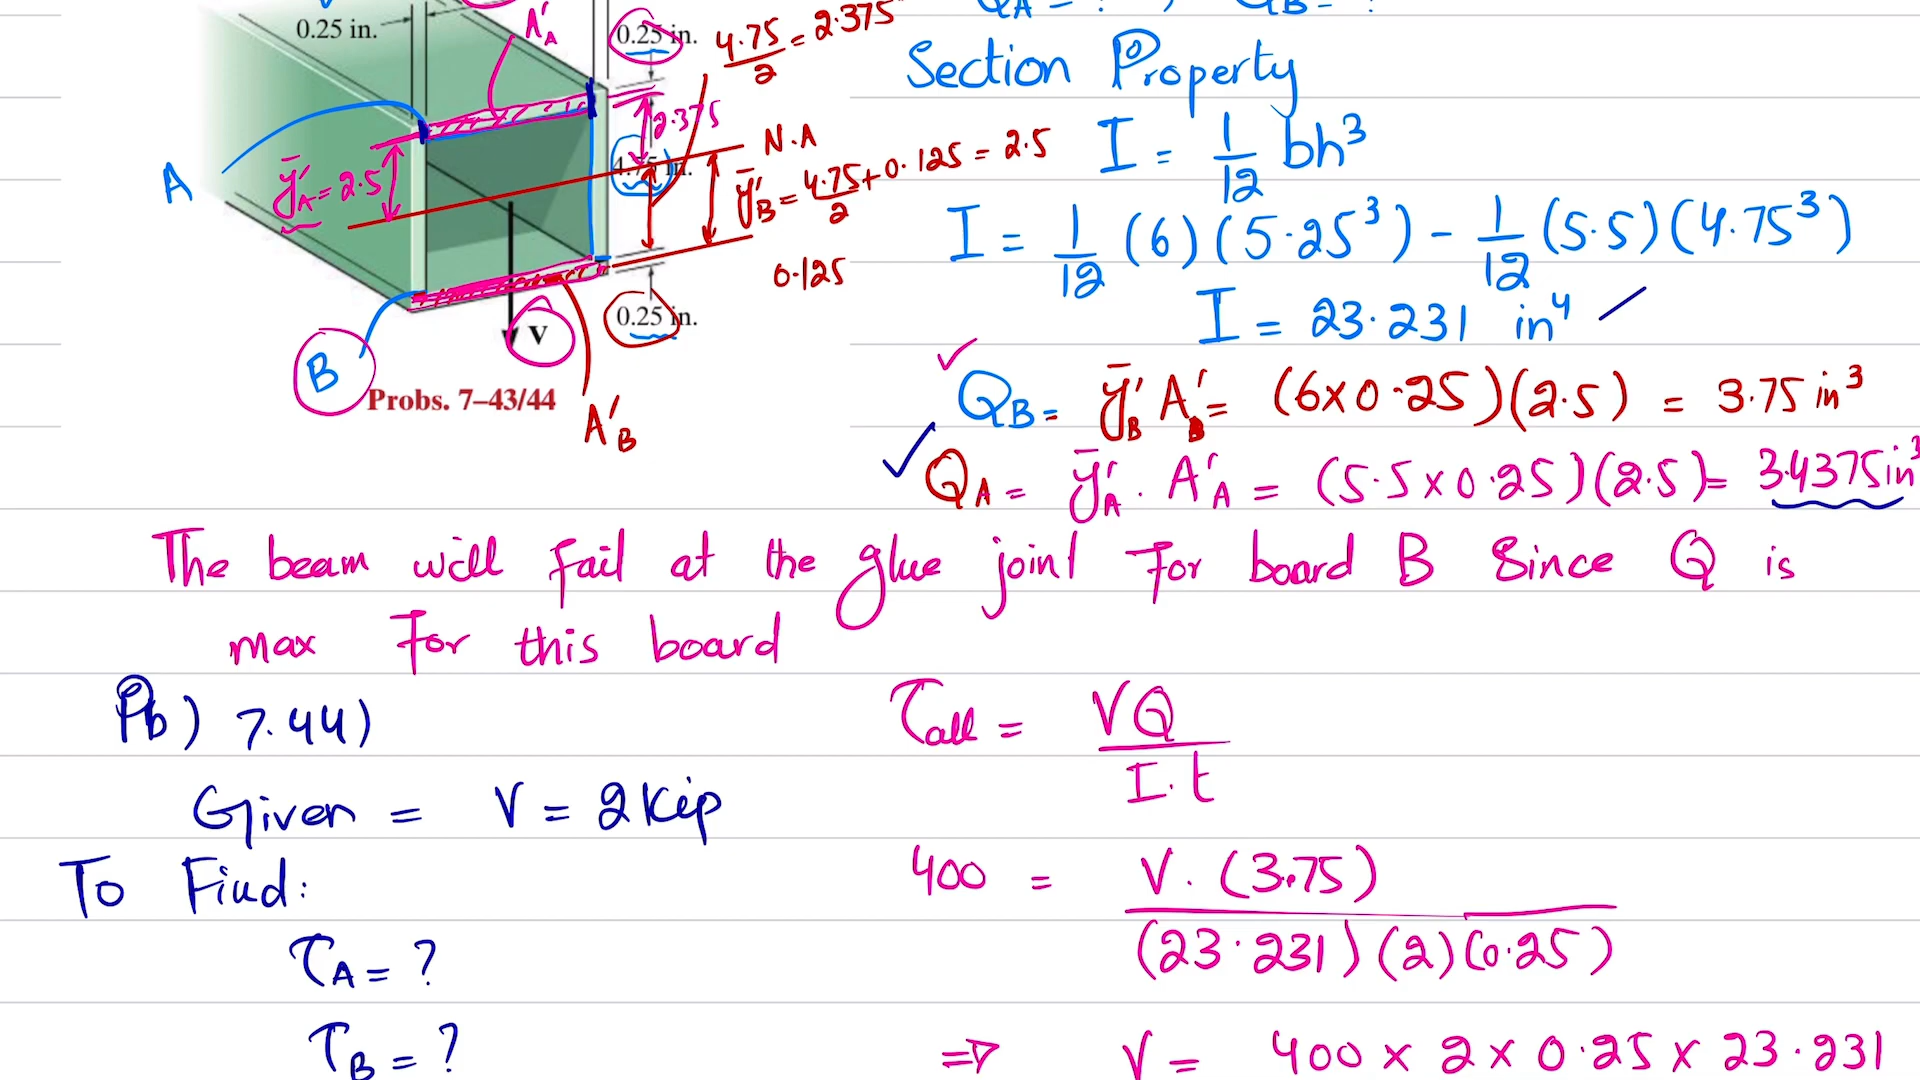 QA = ? , QB = ?
0.25 in.
A'A
0.25 in.
4.75/2 = 2.375
Section Property
2.375
N.A
4.75 in.
I = 1/12 bh³
A
ȳ'A = 2.5
ȳ'B = 4.75/2 + 0.125 = 2.5
I = 1/12 (6)(5.25³) - 1/12 (5.5)(4.75³)
0.125
0.25 in.
V
I = 23.231 in⁴
B
Probs. 7–43/44
A'B
QB = ȳ'B A'B = (6x0.25)(2.5) = 3.75 in³
QA = ȳ'A . A'A = (5.5x0.25)(2.5) = 3.4375 in³
The beam will fail at the glue joint For board B Since Q is
max For this board
Pb) 7.44)
τall = VQ / I.t
Given = V = 2 Kip
To Find:
400 = V. (3.75) / (23.231) (2) (0.25)
τA = ?
τB = ?
⇒ V = 400 x 2 x 0.25 x 23.231